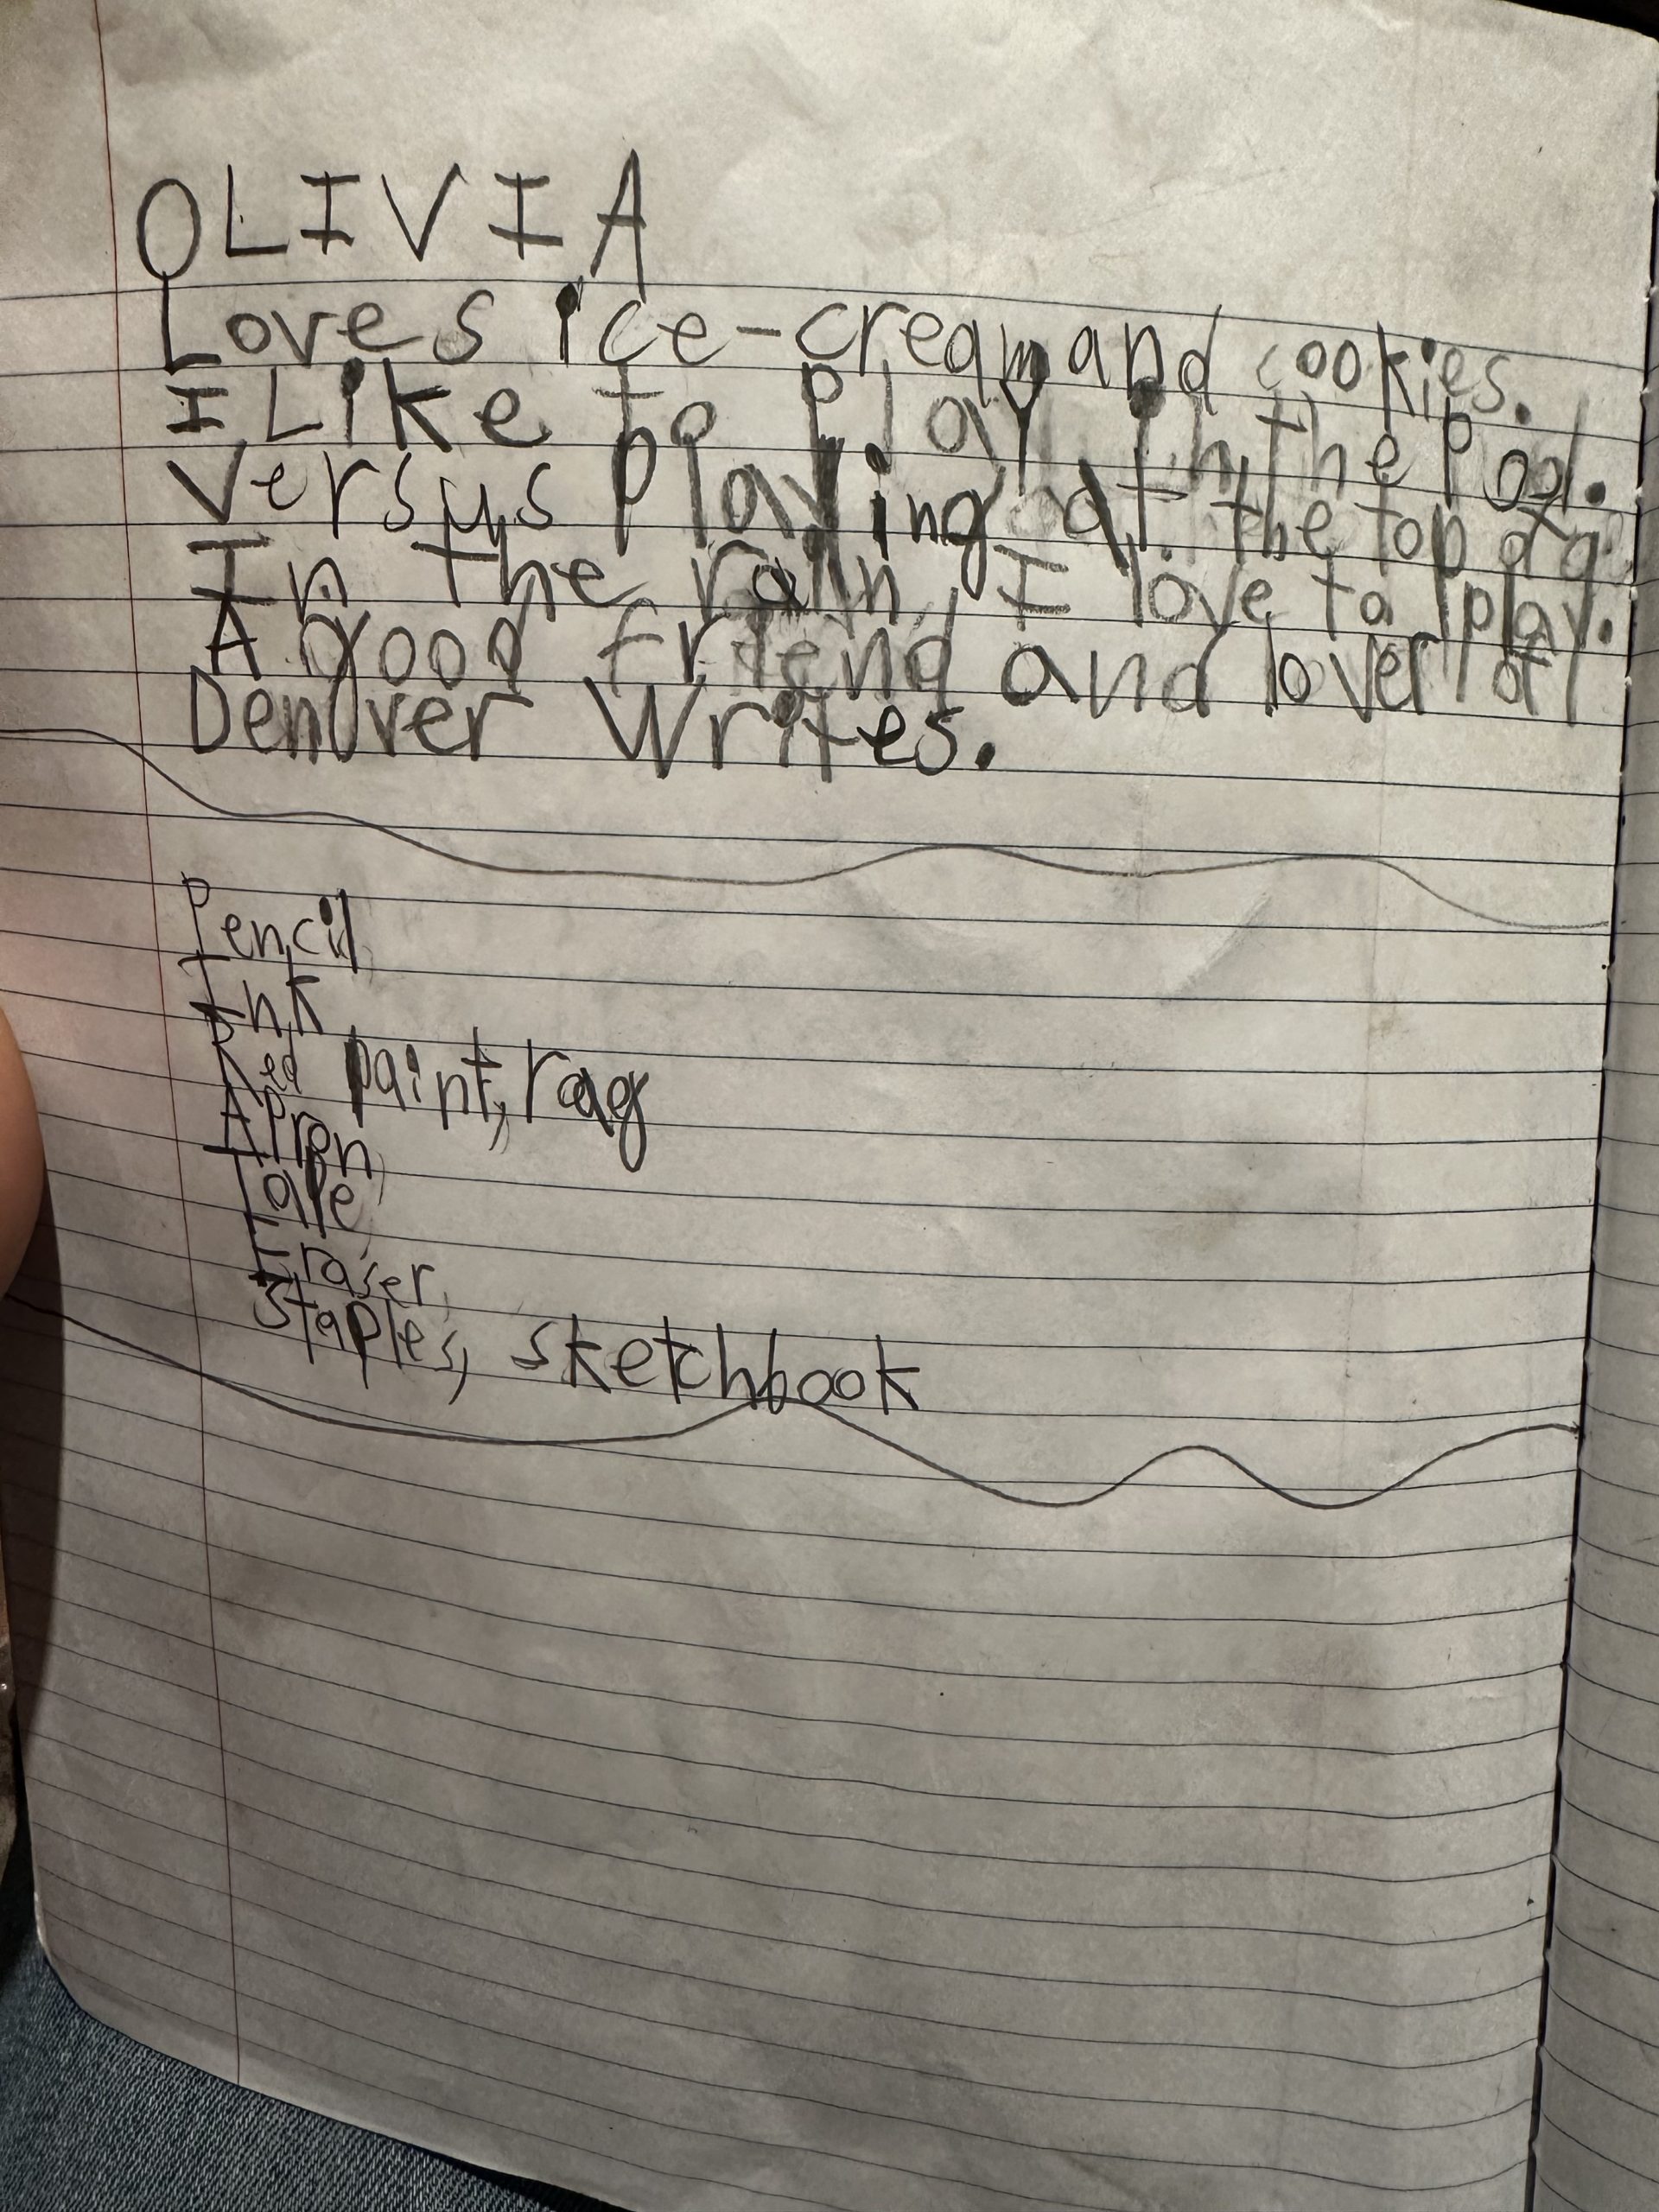 OLIVIA
Loves ice-cream and cookies.
I Like to Play in the Pool.
Versus Playing at the top of a
In the rain, I love to play.
A good friend and lover of
Denver Writes.
Pencil
Ink
Red paint, rag
APron
Tape
Eraser
Staples, sketchbook